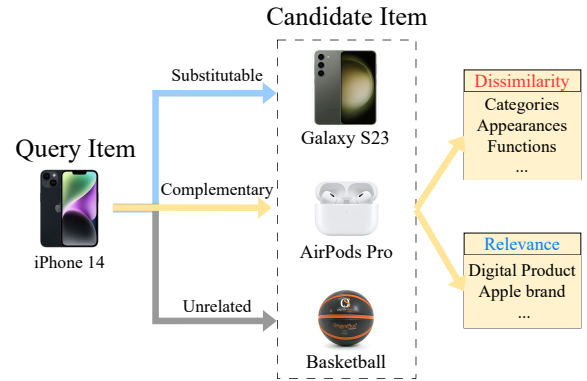 Candidate Item
Substitutable
Galaxy S23
Query Item
iPhone 14
Complementary
AirPods Pro
Unrelated
Basketball
Dissimilarity
Categories
Appearances
Functions
...
Relevance
Digital Product
Apple brand
...